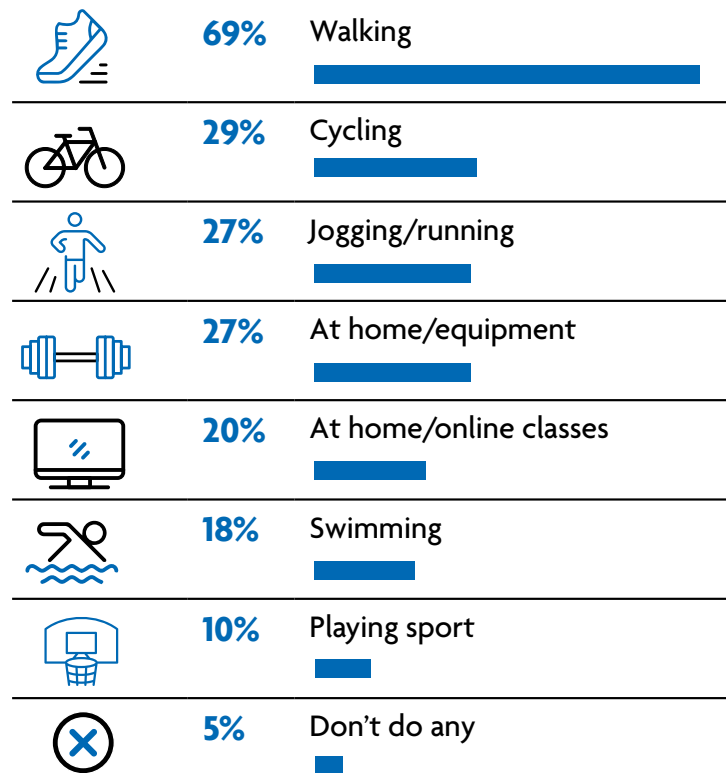 69% Walking
29% Cycling
27% Jogging/running
27% At home/equipment
20% At home/online classes
18% Swimming
10% Playing sport
5% Don't do any